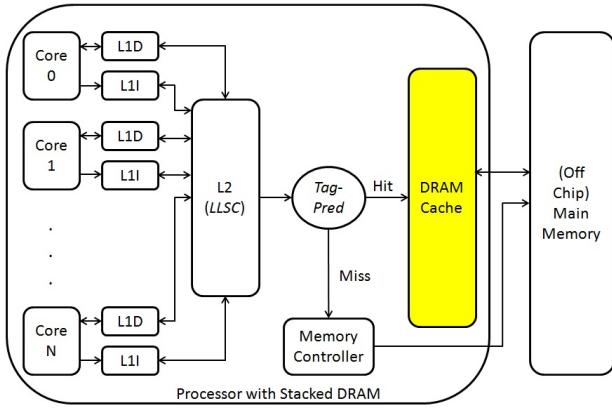 Core
0
L1D
L1I
Core
1
L1D
L1I
.
.
.
Core
N
L1D
L1I
L2
(LLSC)
Tag-
Pred
Hit
Miss
DRAM
Cache
Memory
Controller
(Off
Chip)
Main
Memory
Processor with Stacked DRAM